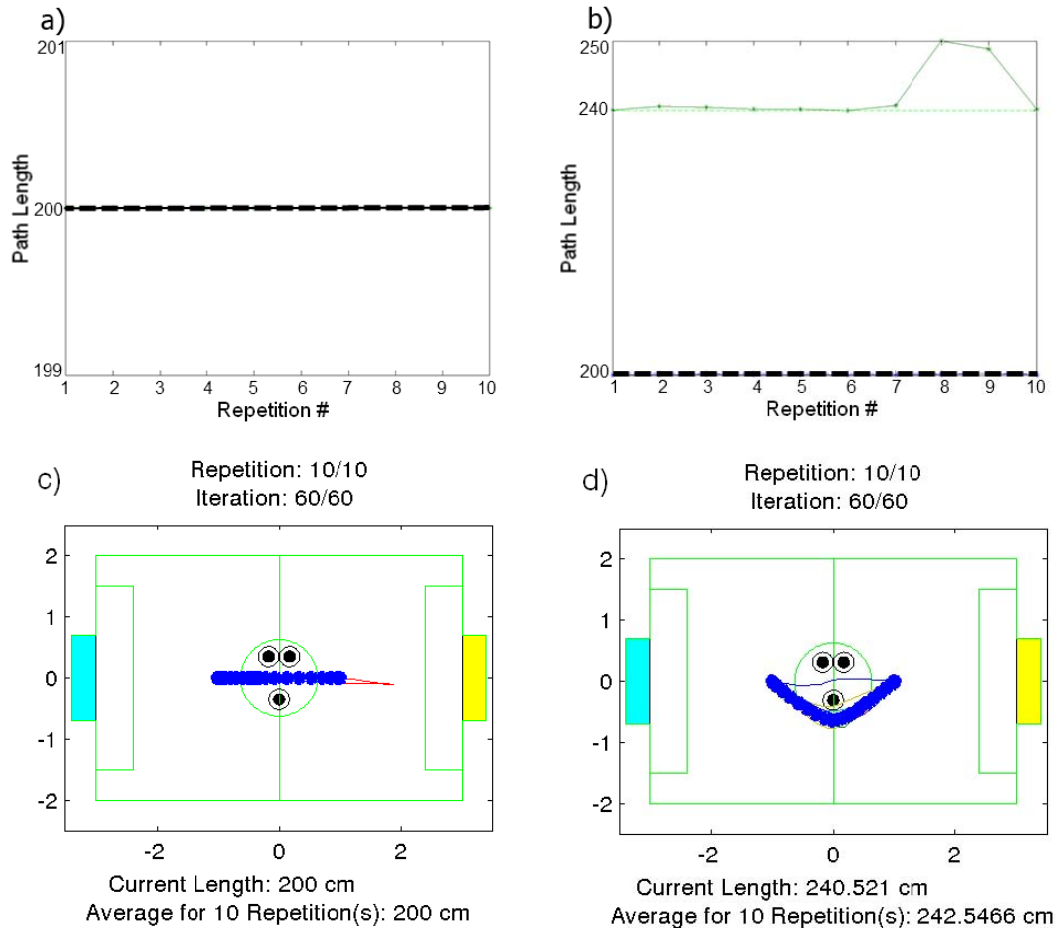 a)
201
200
199
Path Length
1 2 3 4 5 6 7 8 9 10
Repetition #
b)
250
240
200
Path Length
1 2 3 4 5 6 7 8 9 10
Repetition #
c)
Repetition: 10/10
Iteration: 60/60
2
1
0
-1
-2
-2 0 2
Current Length: 200 cm
Average for 10 Repetition(s): 200 cm
d)
Repetition: 10/10
Iteration: 60/60
2
1
0
-1
-2
-2 0 2
Current Length: 240.521 cm
Average for 10 Repetition(s): 242.5466 cm